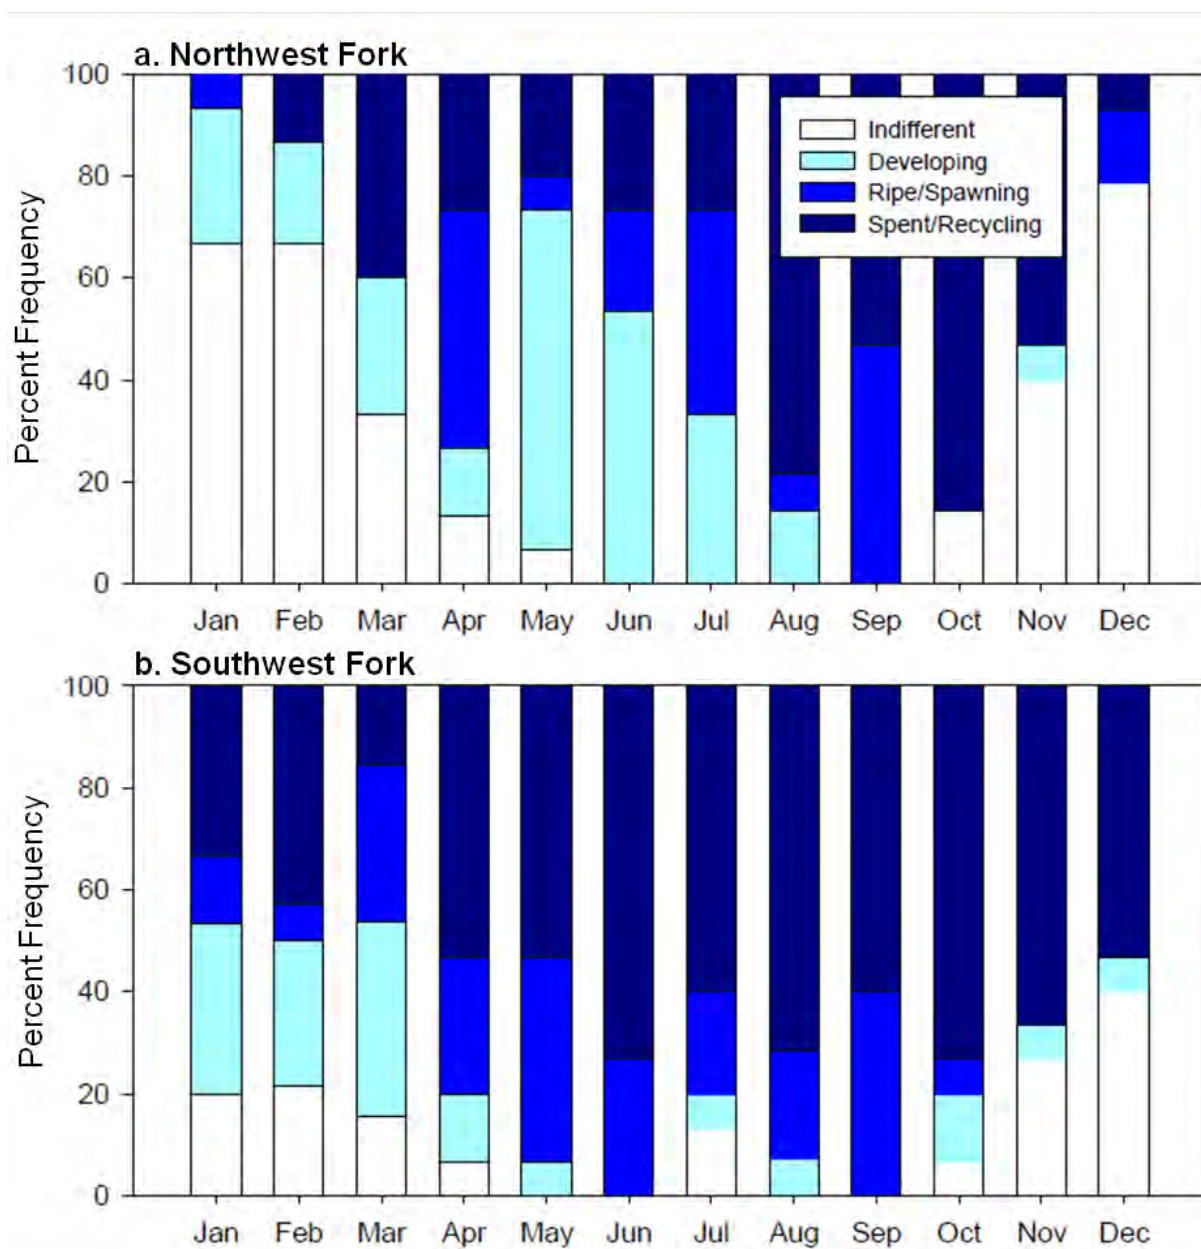 a. Northwest Fork
100
80
60
40
20
0
Percent Frequency
Indifferent
Developing
Ripe/Spawning
Spent/Recycling
Jan Feb Mar Apr May Jun Jul Aug Sep Oct Nov Dec
b. Southwest Fork
100
80
60
40
20
0
Percent Frequency
Jan Feb Mar Apr May Jun Jul Aug Sep Oct Nov Dec